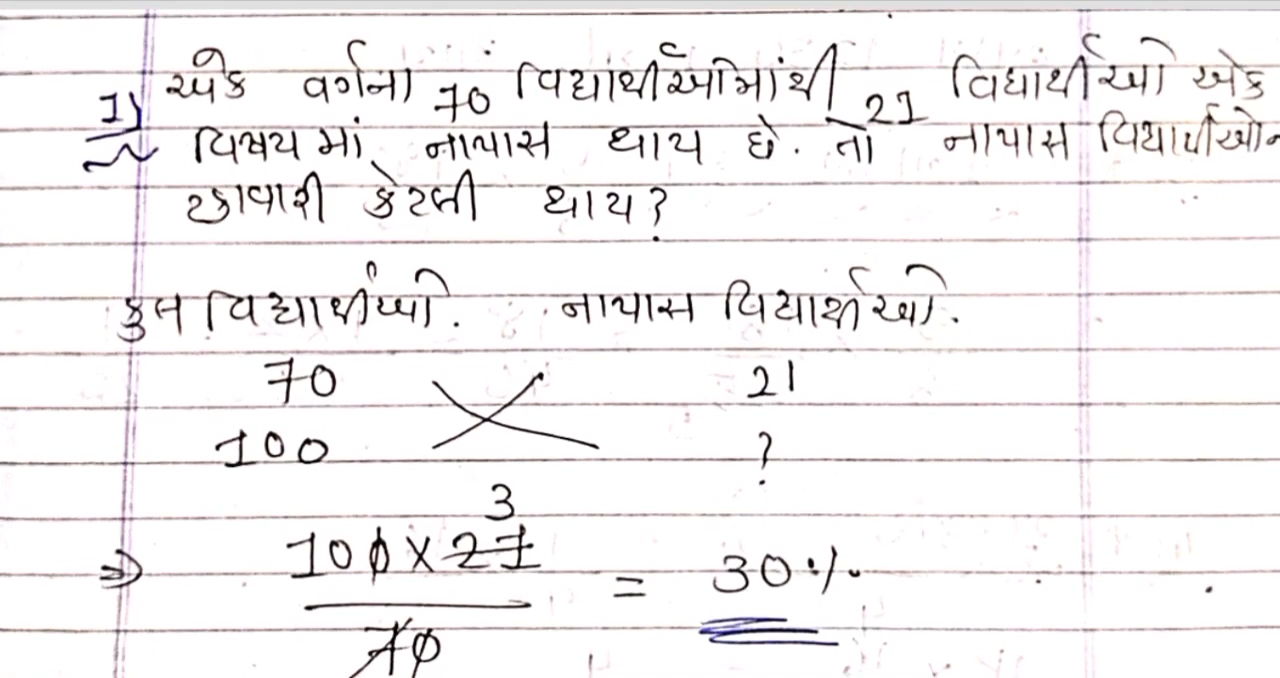 1) એક વર્ગના 70 વિદ્યાર્થીઓમાંથી 21 વિદ્યાર્થીઓ એક
વિષયમાં નાપાસ થાય છે. તો નાપાસ વિદ્યાર્થીઓન
ટકાવારી કેટલી થાય?
કુલ વિદ્યાર્થીઓ. નાપાસ વિદ્યાર્થીઓ.
70 21
100 ?
3
⇒ 100 × 21 = 30%
70